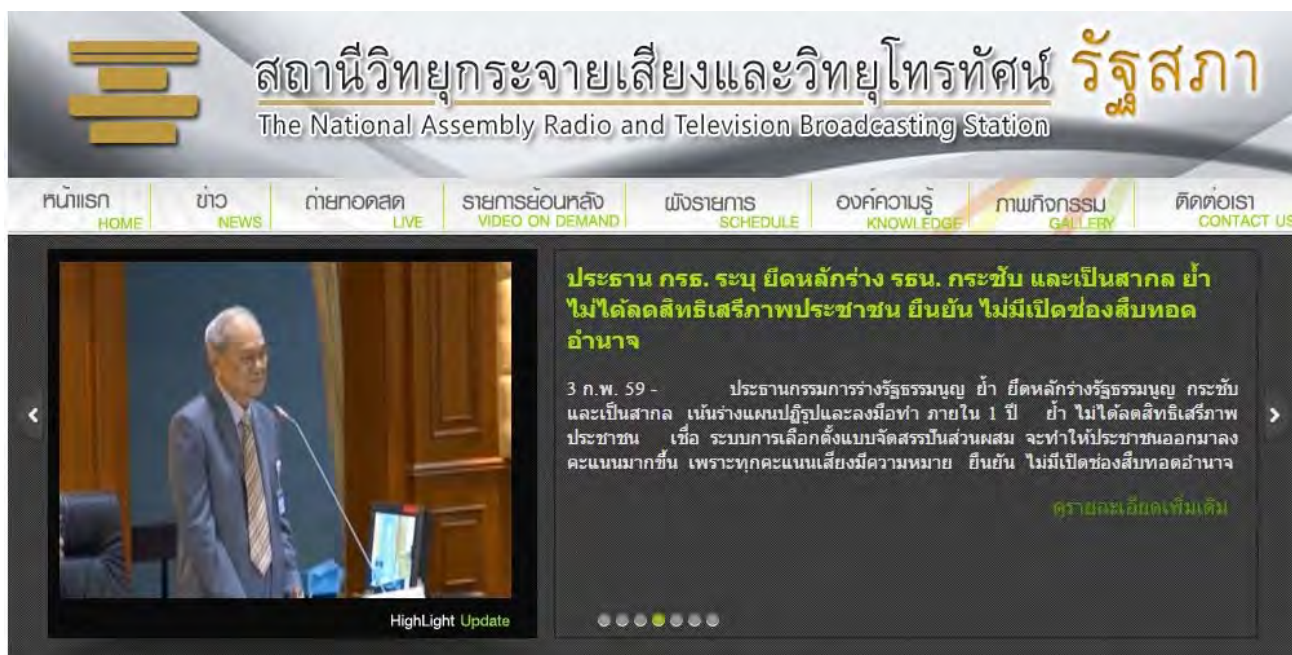 สถานีวิทยุกระจายเสียงและวิทยุโทรทัศน์ รัฐสภา
The National Assembly Radio and Television Broadcasting Station
หน้าแรก ข่าว ถ่ายทอดสด รายการย้อนหลัง ผังรายการ องค์ความรู้ ภาพกิจกรรม ติดต่อเรา
HOME NEWS LIVE VIDEO ON DEMAND SCHEDULE KNOWLEDGE GALLERY CONTACT US
ประธาน กรธ. ระบุ ยึดหลักร่าง รธน. กระชับ และเป็นสากล ย้ำ
ไม่ได้ลดสิทธิเสรีภาพประชาชน ยืนยัน ไม่มีเปิดช่องสืบทอด
อำนาจ
3 ก.พ. 59 - ประธานกรรมการร่างรัฐธรรมนูญ ย้ำ ยึดหลักร่างรัฐธรรมนูญ กระชับ
และเป็นสากล เน้นร่างแผนปฏิรูปและลงมือทำ ภายใน 1 ปี ย้ำ ไม่ได้ลดสิทธิเสรีภาพ
ประชาชน เชื่อ ระบบการเลือกตั้งแบบจัดสรรปันส่วนผสม จะทำให้ประชาชนออกมาลง
คะแนนมากขึ้น เพราะทุกคะแนนเสียงมีความหมาย ยืนยัน ไม่มีเปิดช่องสืบทอดอำนาจ
ดูรายละเอียดเพิ่มเติม
HighLight Update